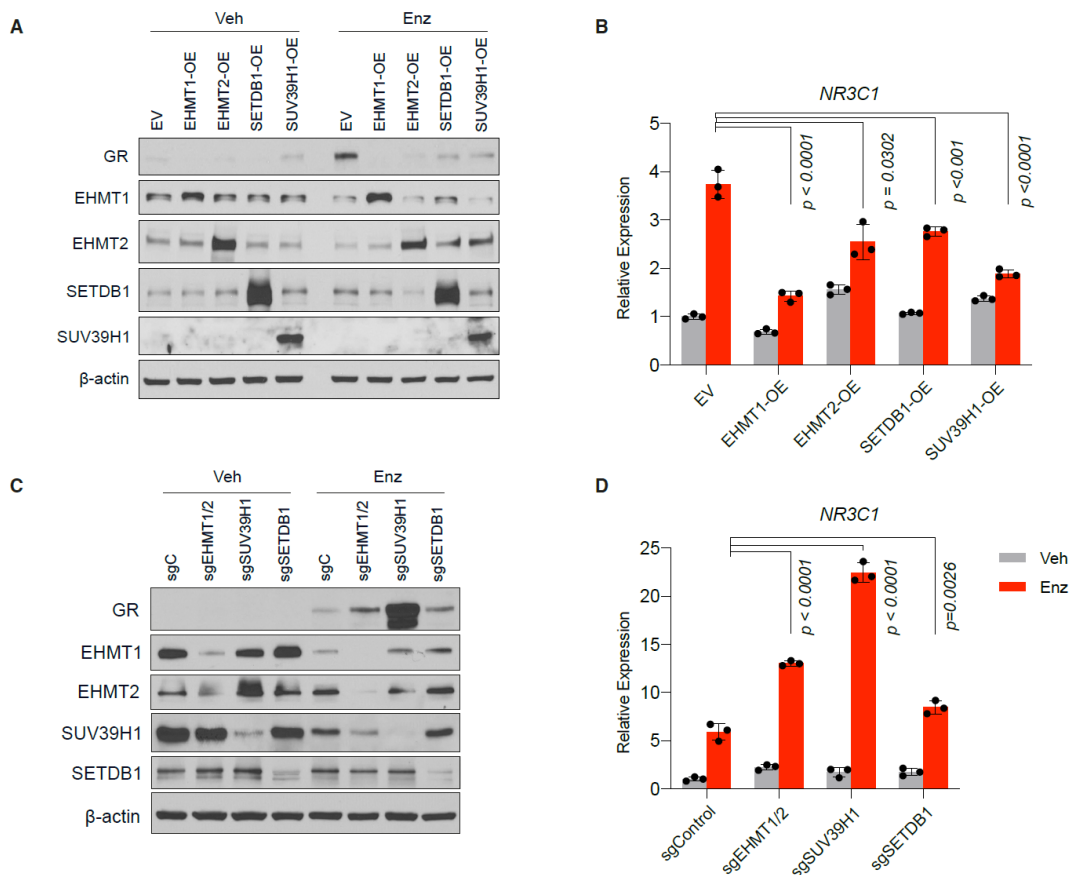 A
Veh
Enz
EV
EHMT1-OE
EHMT2-OE
SETDB1-OE
SUV39H1-OE
EV
EHMT1-OE
EHMT2-OE
SETDB1-OE
SUV39H1-OE
GR
EHMT1
EHMT2
SETDB1
SUV39H1
β-actin
B
NR3C1
Relative Expression
5
4
3
2
1
0
p < 0.0001
p = 0.0302
p <0.001
p <0.0001
EV
EHMT1-OE
EHMT2-OE
SETDB1-OE
SUV39H1-OE
C
Veh
Enz
sgC
sgEHMT1/2
sgSUV39H1
sgSETDB1
sgC
sgEHMT1/2
sgSUV39H1
sgSETDB1
GR
EHMT1
EHMT2
SUV39H1
SETDB1
β-actin
D
NR3C1
Relative Expression
25
20
15
10
5
0
p < 0.0001
p < 0.0001
p=0.0026
Veh
Enz
sgControl
sgEHMT1/2
sgSUV39H1
sgSETDB1